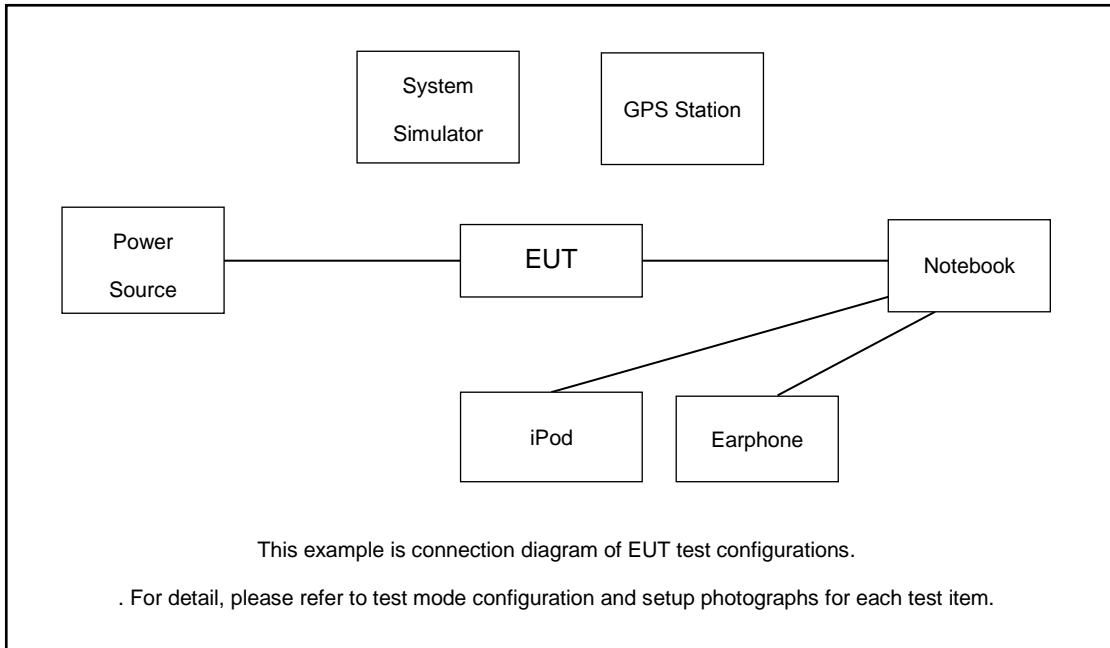 System
Simulator
GPS Station
Power
Source
EUT
Notebook
iPod
Earphone
This example is connection diagram of EUT test configurations.
. For detail, please refer to test mode configuration and setup photographs for each test item.